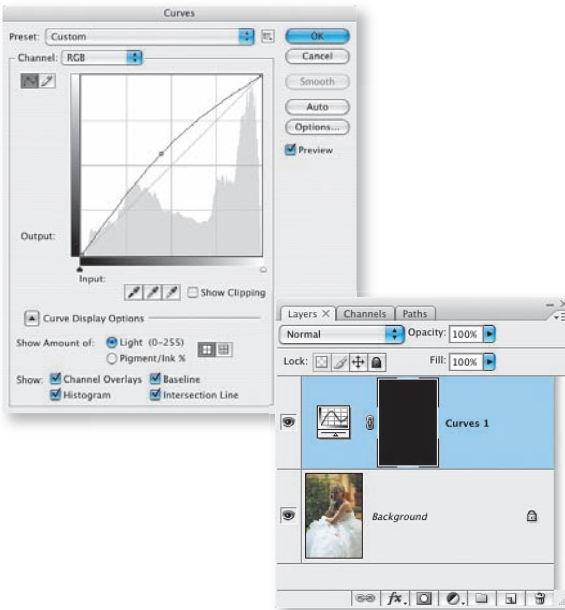 Curves
Preset: Custom
OK
Channel: RGB
Cancel
Smooth
Auto
Options...
Preview
Output:
Input:
Show Clipping
Curve Display Options
Show Amount of: Light (0-255)
Pigment/Ink %
Show: Channel Overlays Baseline
Histogram Intersection Line
Layers × Channels Paths
Normal Opacity: 100%
Lock: Fill: 100%
Curves 1
Background
fx